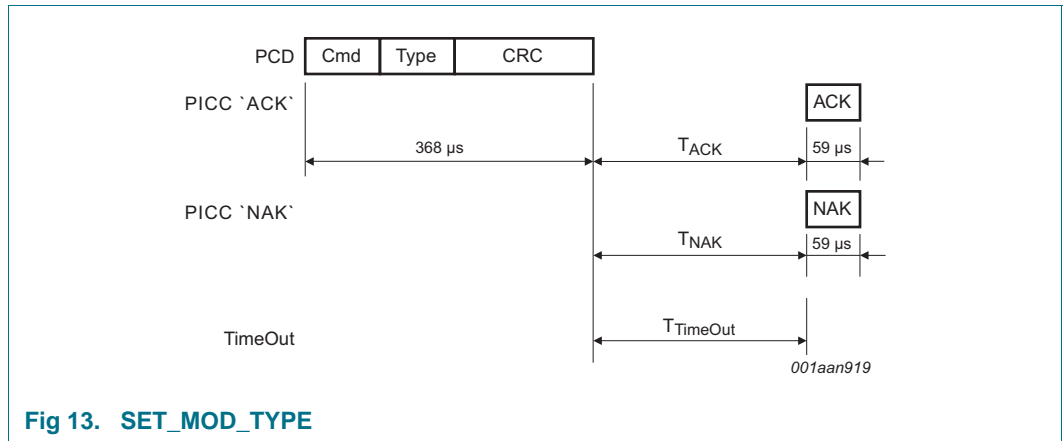 PCD Cmd Type CRC
PICC `ACK` ACK
368 µs TACK 59 µs
PICC `NAK` NAK
TNAK 59 µs
TimeOut TTimeOut
001aan919
Fig 13. SET_MOD_TYPE